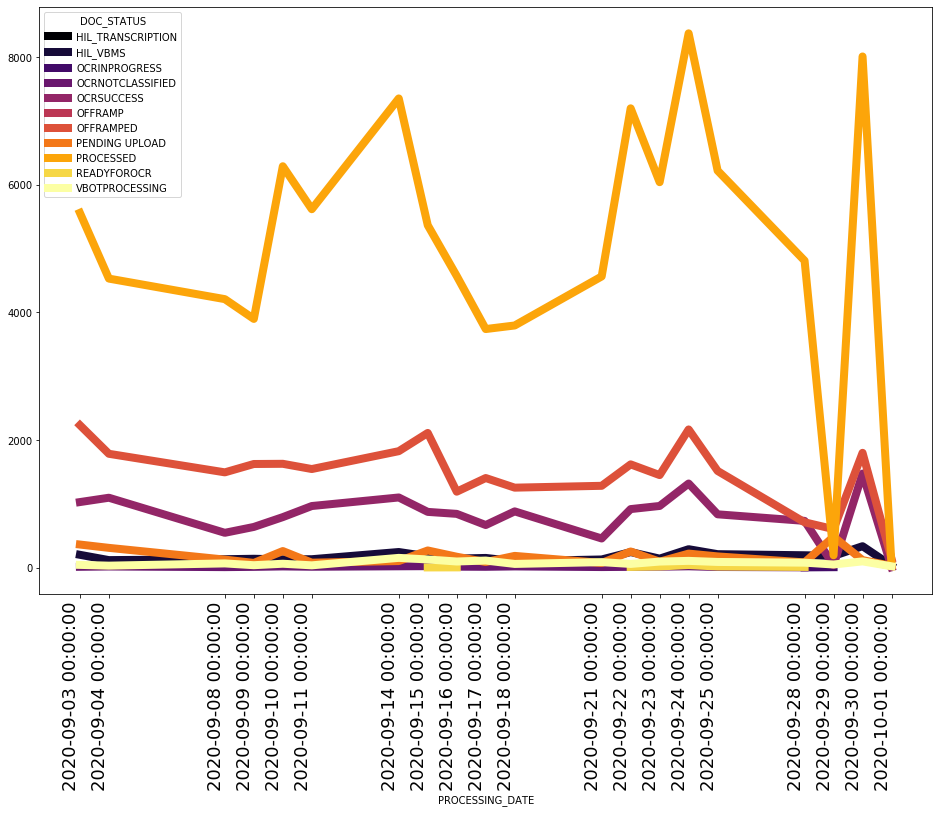 DOC_STATUS
HIL_TRANSCRIPTION
HIL_VBMS
OCRINPROGRESS
OCRNOTCLASSIFIED
OCRSUCCESS
OFFRAMP
OFFRAMPED
PENDING UPLOAD
PROCESSED
READYFOROCR
VBOTPROCESSING
8000
6000
4000
2000
0
2020-09-03 00:00:00
2020-09-04 00:00:00
2020-09-08 00:00:00
2020-09-09 00:00:00
2020-09-10 00:00:00
2020-09-11 00:00:00
2020-09-14 00:00:00
2020-09-15 00:00:00
2020-09-16 00:00:00
2020-09-17 00:00:00
2020-09-18 00:00:00
2020-09-21 00:00:00
2020-09-22 00:00:00
2020-09-23 00:00:00
2020-09-24 00:00:00
2020-09-25 00:00:00
2020-09-28 00:00:00
2020-09-29 00:00:00
2020-09-30 00:00:00
2020-10-01 00:00:00
PROCESSING_DATE